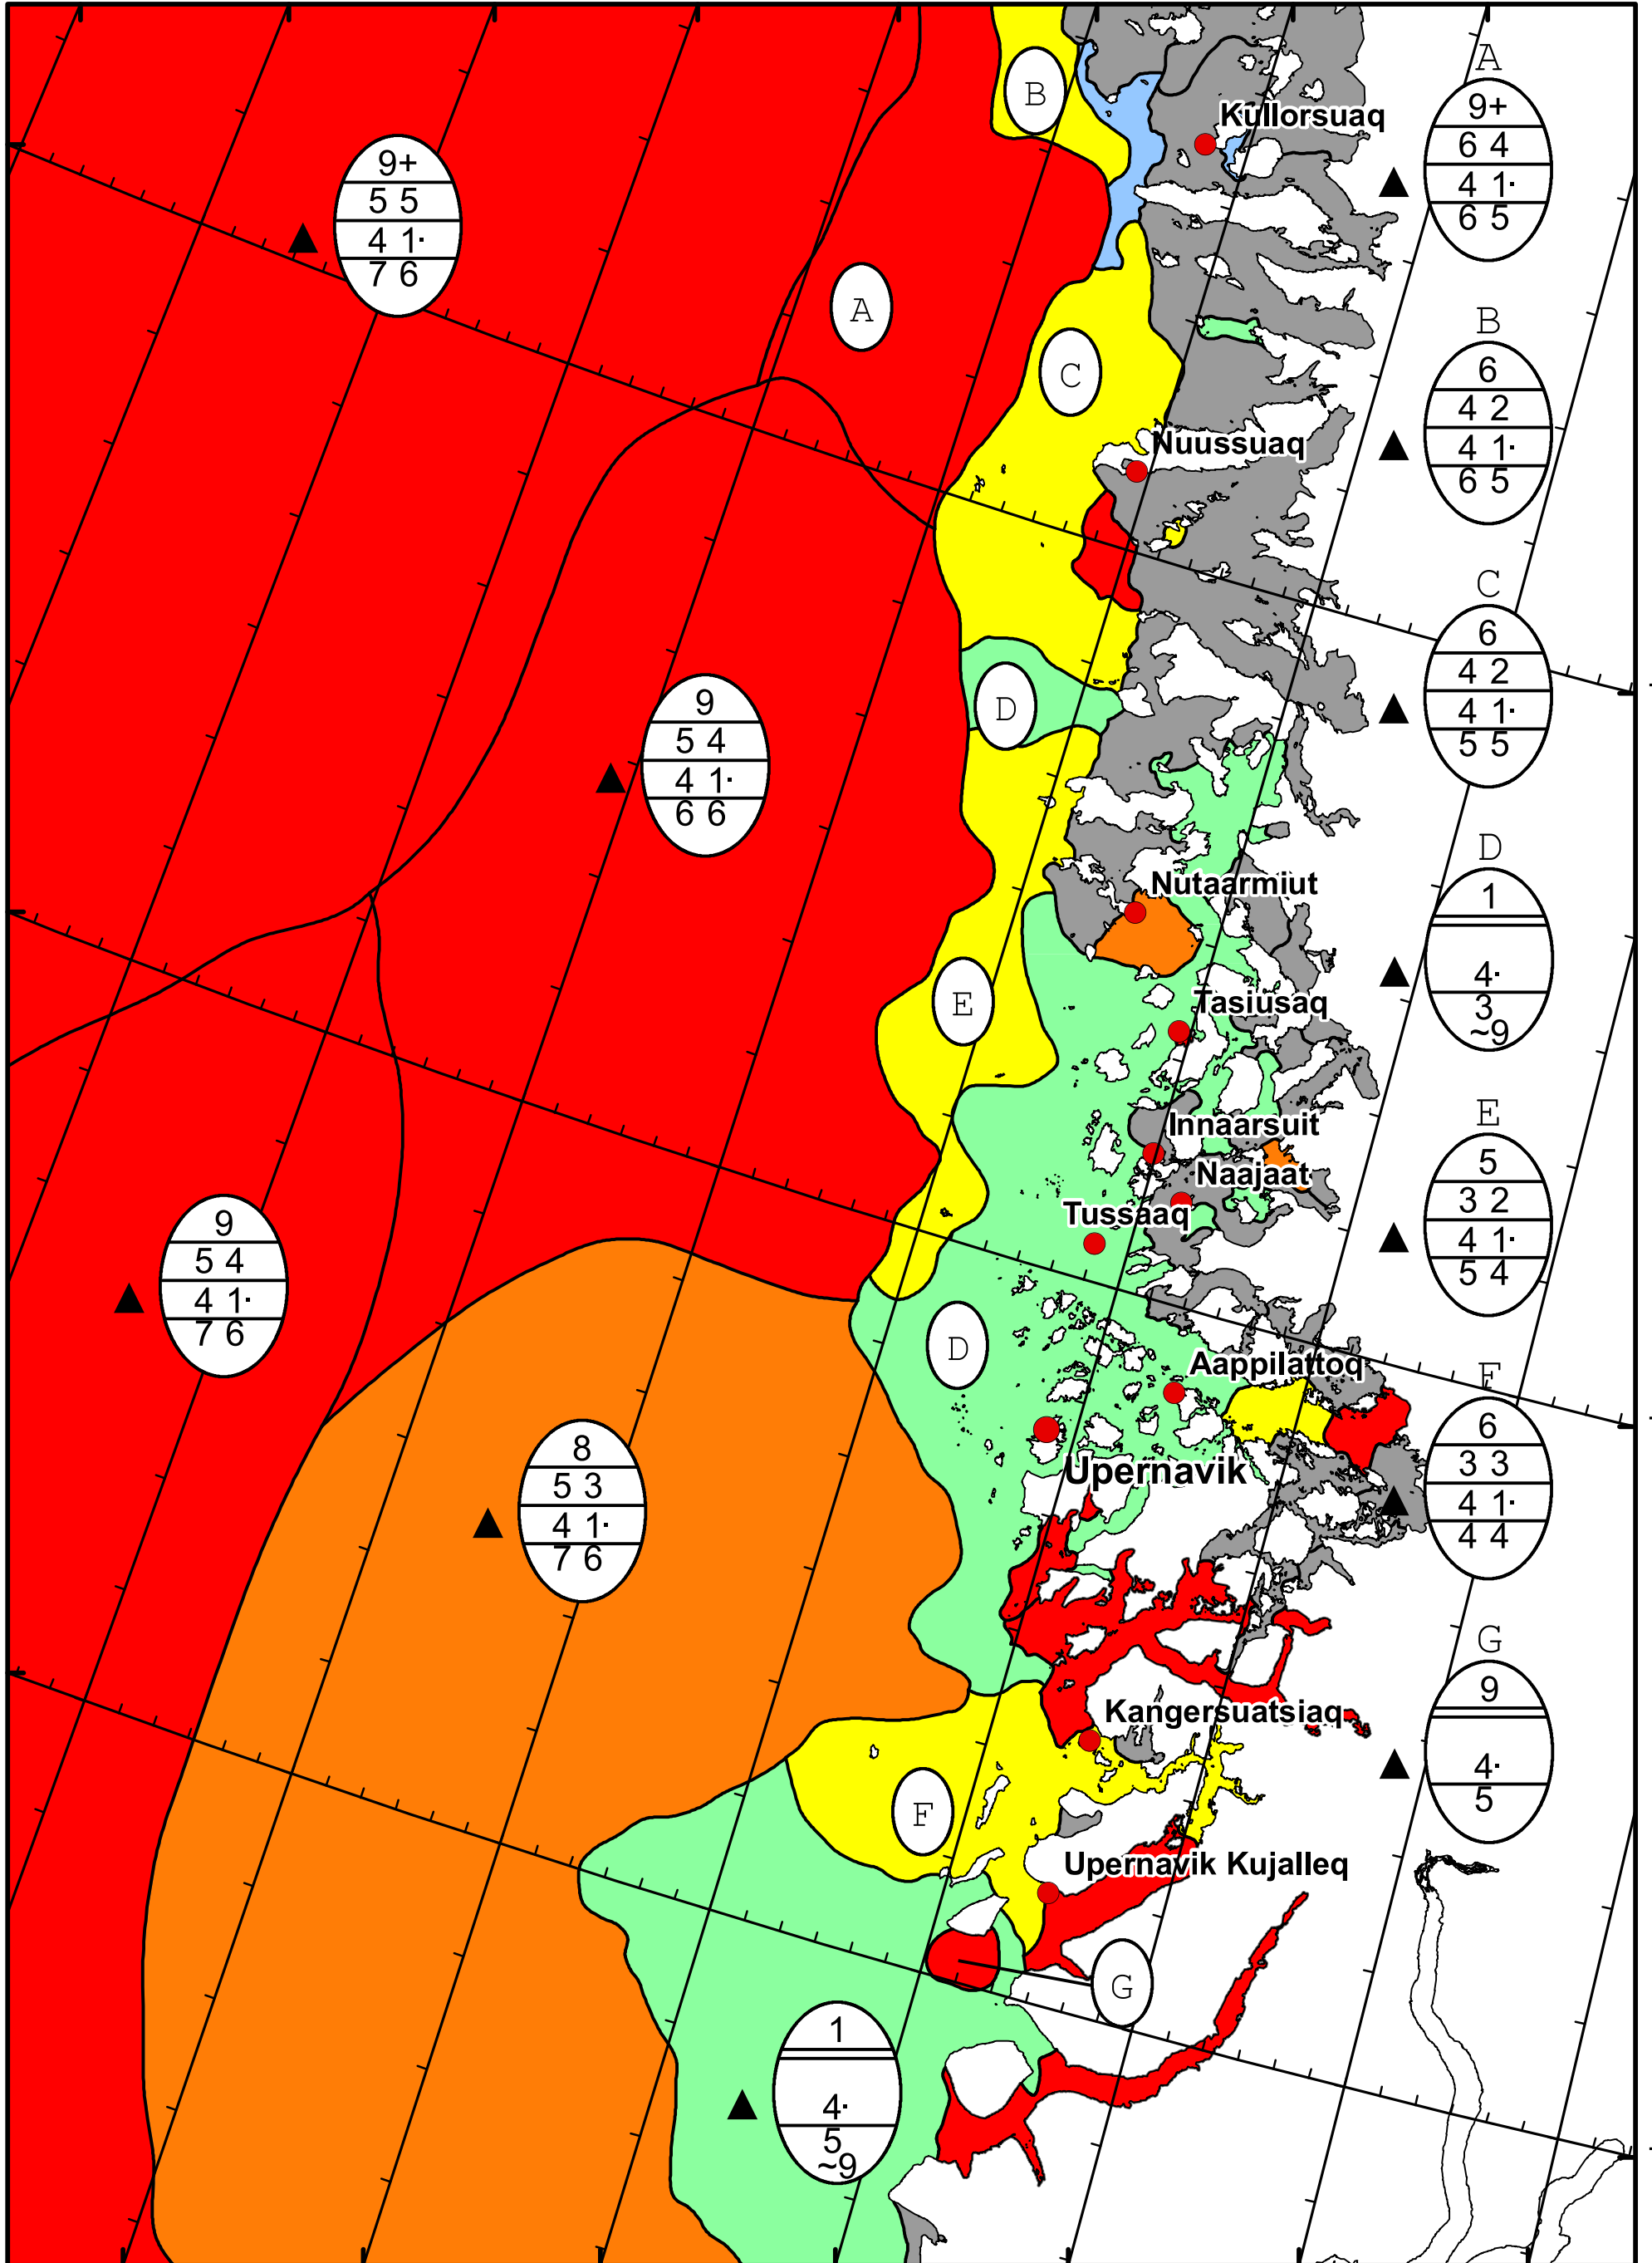 B
Kullorsuaq
9+
5 5
4 1·
7 6
A
C
Nuussuaq
9
5 4
4 1·
6 6
D
Nutaarmiut
E
Tasiusaq
Innaarsuit
Naajaat
Tussaaq
9
5 4
4 1·
7 6
D
Aappilattoq
Upernavik
8
5 3
4 1·
7 6
Kangersuatsiaq
F
Upernavik Kujalleq
G
1
4·
5
~9
A
9+
6 4
4 1·
6 5
B
6
4 2
4 1·
6 5
C
6
4 2
4 1·
5 5
D
1
4·
3
~9
E
5
3 2
4 1·
5 4
F
6
3 3
4 1·
4 4
G
9
4·
5